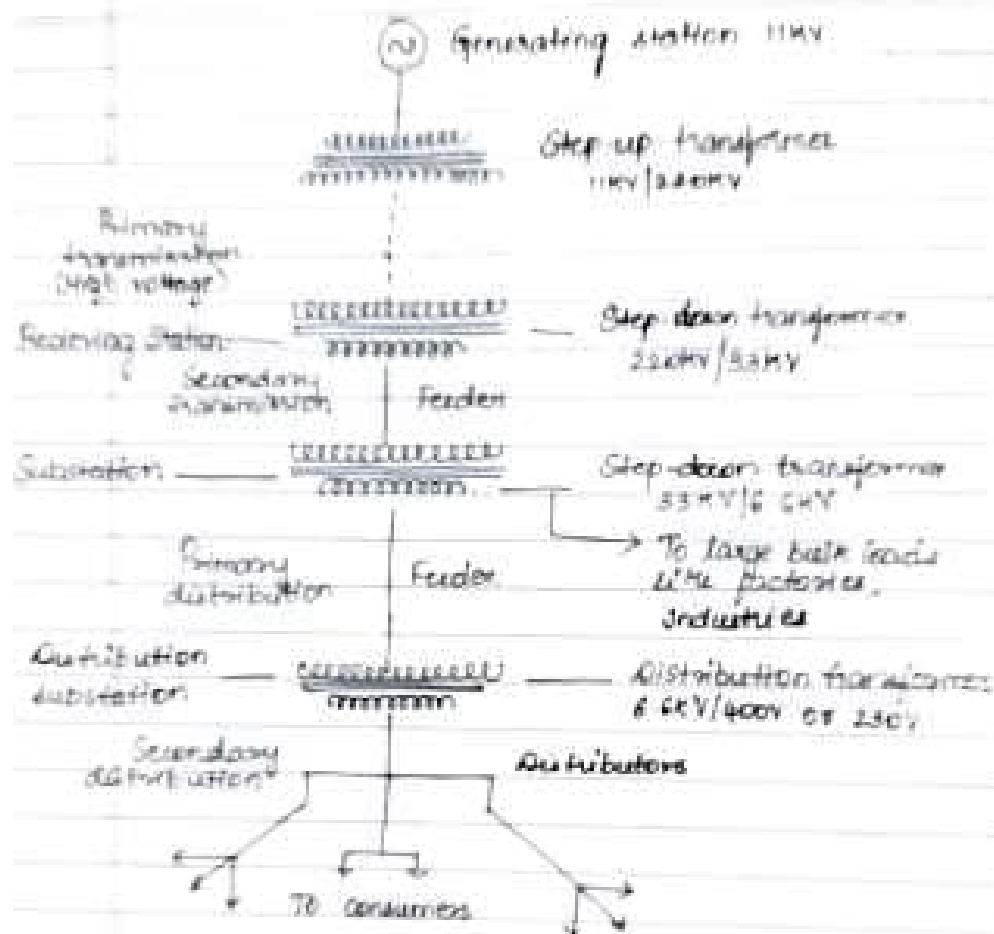 Generating station 11KV
Step up transformer
11KV/220KV
Primary
transmission
(High voltage)
Receiving Station
Step down transformer
220KV/33KV
Secondary
transmission
Feeder
Substation
Step-down transformer
33KV/6.6KV
To large bulk loads
like factories,
industries
Primary
distribution
Feeder
Distribution
substation
Distribution transformer
6.6KV/400V or 230V
Secondary
distribution
Distributors
To consumers